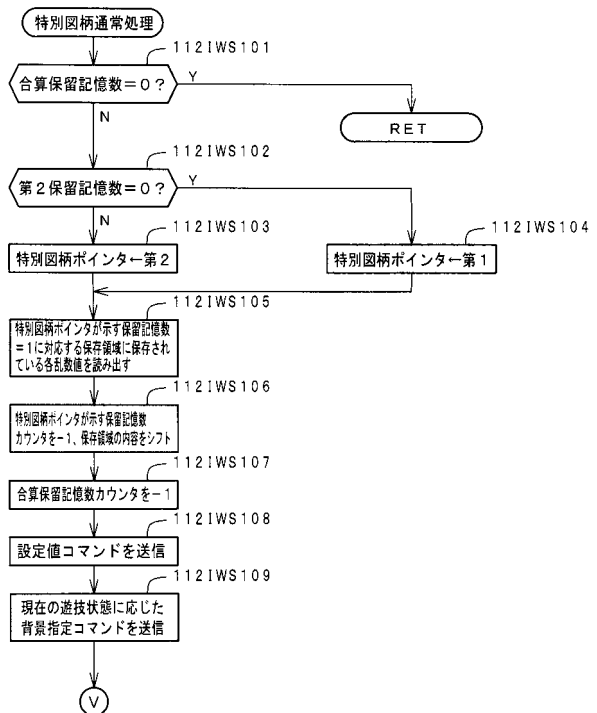 特別図柄通常処理
112IWS101
合算保留記憶数=0?
Y
N
RET
112IWS102
第2保留記憶数=0?
Y
N
112IWS103
特別図柄ポインタ←第2
112IWS104
特別図柄ポインタ←第1
112IWS105
特別図柄ポインタが示す保留記憶数
=1に対応する保存領域に保存され
ている各乱数値を読み出す
112IWS106
特別図柄ポインタが示す保留記憶数
カウンタを-1、保存領域の内容をシフト
112IWS107
合算保留記憶数カウンタを-1
112IWS108
設定値コマンドを送信
112IWS109
現在の遊技状態に応じた
背景指定コマンドを送信
V